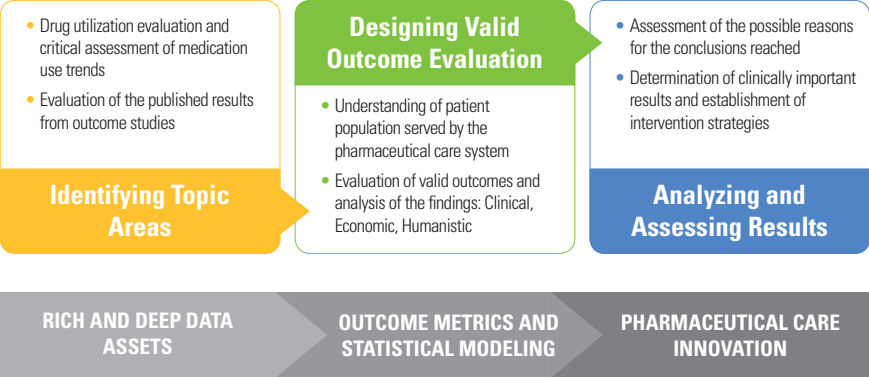 • Drug utilization evaluation and
critical assessment of medication
use trends
• Evaluation of the published results
from outcome studies
Identifying Topic
Areas
Designing Valid
Outcome Evaluation
• Understanding of patient
population served by the
pharmaceutical care system
• Evaluation of valid outcomes and
analysis of the findings: Clinical,
Economic, Humanistic
• Assessment of the possible reasons
for the conclusions reached
• Determination of clinically important
results and establishment of
intervention strategies
Analyzing and
Assessing Results
RICH AND DEEP DATA
ASSETS
OUTCOME METRICS AND
STATISTICAL MODELING
PHARMACEUTICAL CARE
INNOVATION